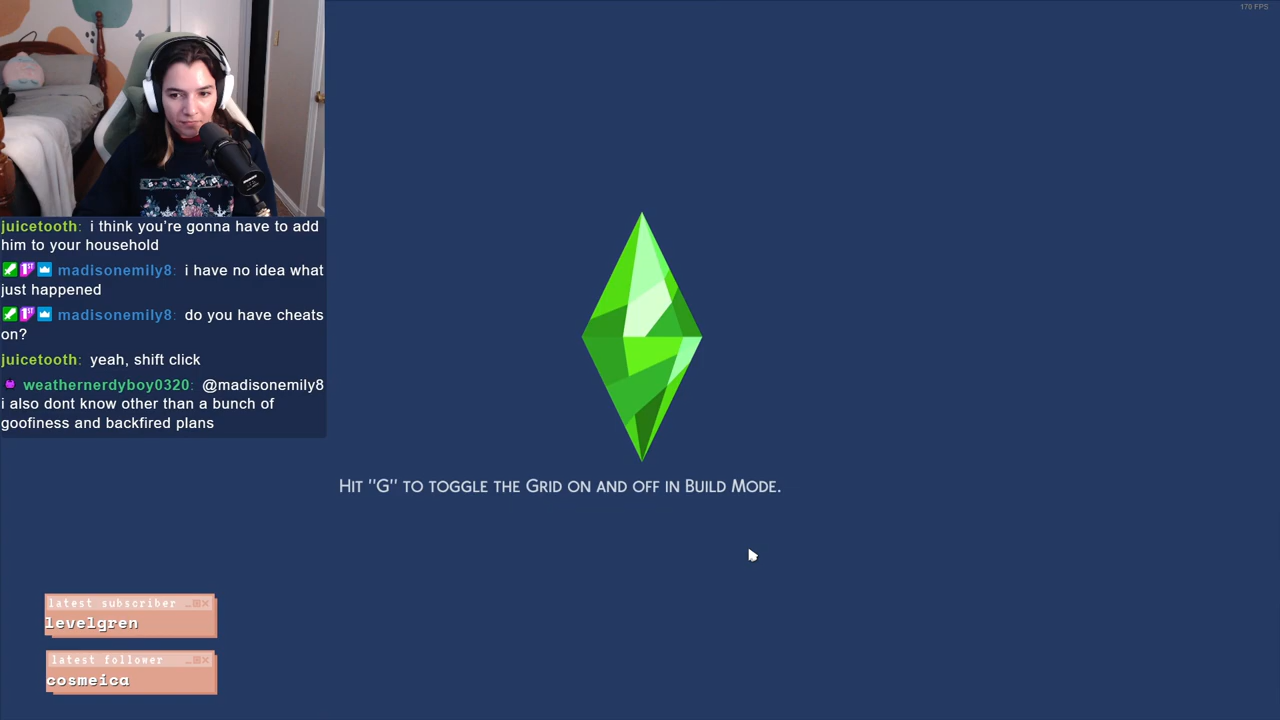 170 FPS
juicetooth: i think you're gonna have to add
him to your household
madisonemily8: i have no idea what
just happened
madisonemily8: do you have cheats
on?
juicetooth: yeah, shift click
weathernerdyboy0320: @madisonemily8
i also dont know other than a bunch of
goofiness and backfired plans
Hit "G" to toggle the Grid on and off in Build Mode.
latest subscriber
levelgren
latest follower
cosmeica